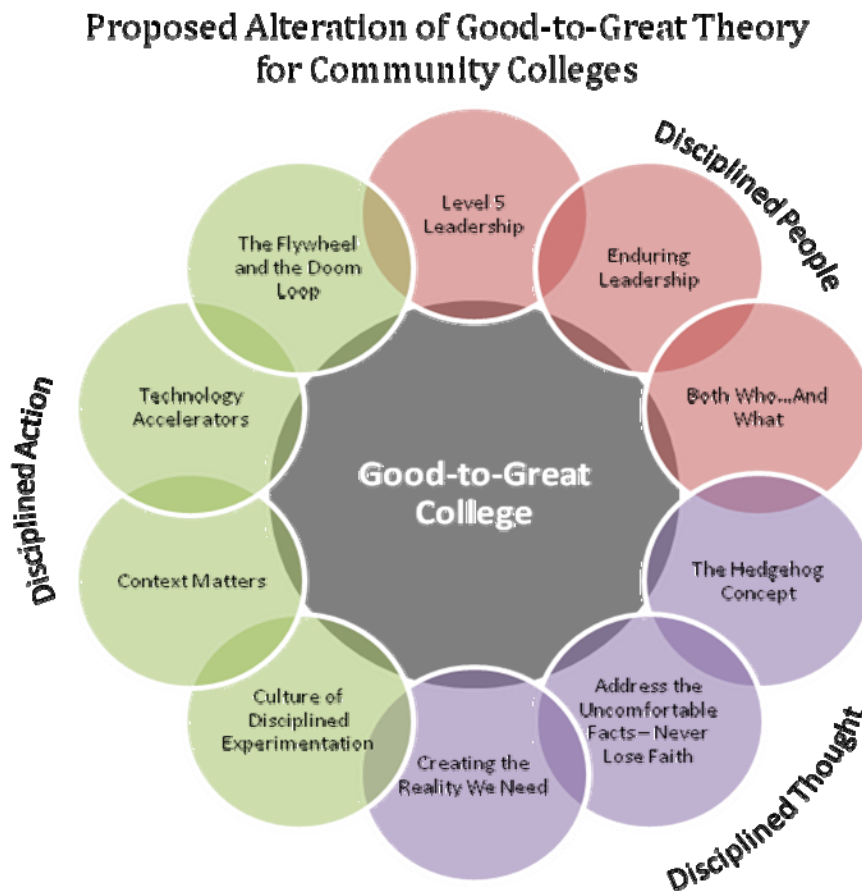 Proposed Alteration of Good-to-Great Theory
for Community Colleges
Disciplined People
Level 5
Leadership
Enduring
Leadership
Both Who...And
What
The Hedgehog
Concept
Address the
Uncomfortable
Facts – Never
Lose Faith
Disciplined Thought
Creating the
Reality We Need
Culture of
Disciplined
Experimentation
Context Matters
Technology
Accelerators
Disciplined Action
The Flywheel
and the Doom
Loop
Good-to-Great
College